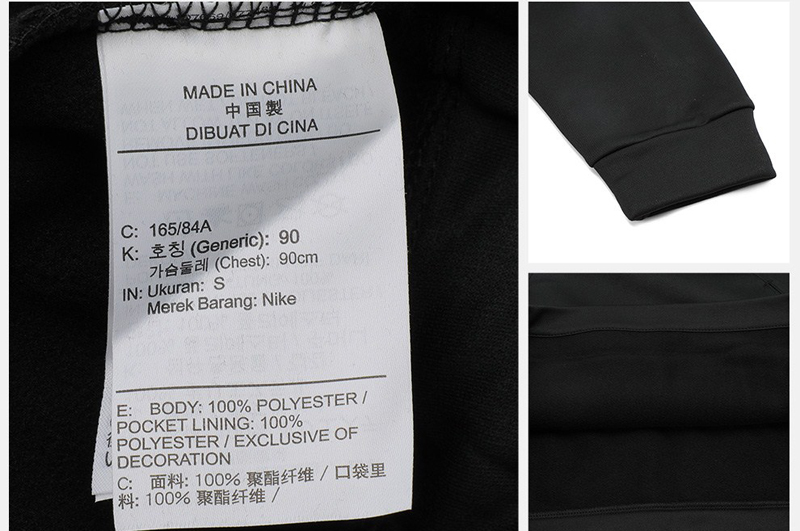 MADE IN CHINA
中国製
DIBUAT DI CINA
C: 165/84A
K: 호칭 (Generic): 90
가슴둘레 (Chest): 90cm
IN: Ukuran: S
Merek Barang: Nike
E: BODY: 100% POLYESTER /
POCKET LINING: 100%
POLYESTER / EXCLUSIVE OF
DECORATION
C: 面料: 100% 聚酯纤维 / 口袋里
料: 100% 聚酯纤维 /